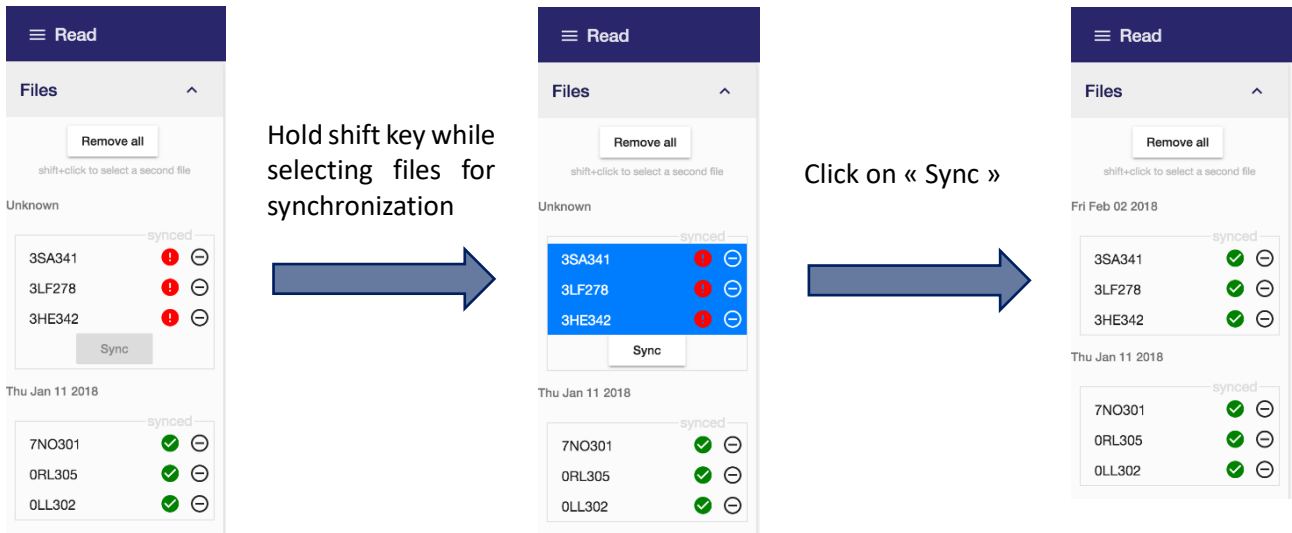 Read
Files
Remove all
shift+click to select a second file
Unknown
synced
3SA341
3LF278
3HE342
Sync
Thu Jan 11 2018
synced
7NO301
0RL305
0LL302
Hold shift key while
selecting files for
synchronization
Read
Files
Remove all
shift+click to select a second file
Unknown
synced
3SA341
3LF278
3HE342
Sync
Thu Jan 11 2018
synced
7NO301
0RL305
0LL302
Click on « Sync »
Read
Files
Remove all
shift+click to select a second file
Fri Feb 02 2018
synced
3SA341
3LF278
3HE342
Thu Jan 11 2018
synced
7NO301
0RL305
0LL302